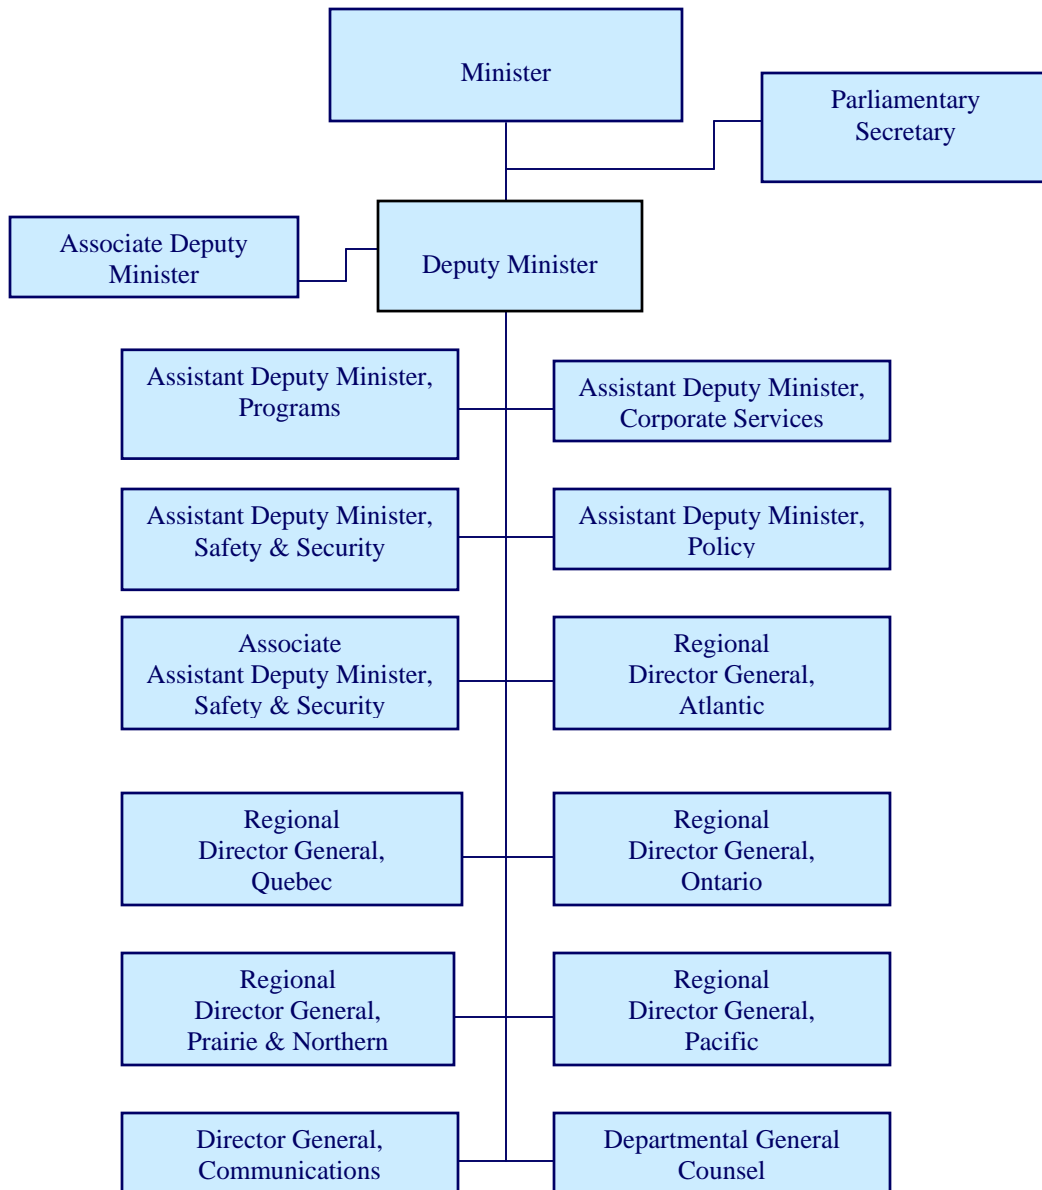 Minister
Parliamentary
Secretary
Associate Deputy
Minister
Deputy Minister
Assistant Deputy Minister,
Programs
Assistant Deputy Minister,
Corporate Services
Assistant Deputy Minister,
Safety & Security
Assistant Deputy Minister,
Policy
Associate
Assistant Deputy Minister,
Safety & Security
Regional
Director General,
Atlantic
Regional
Director General,
Quebec
Regional
Director General,
Ontario
Regional
Director General,
Prairie & Northern
Regional
Director General,
Pacific
Director General,
Communications
Departmental General
Counsel